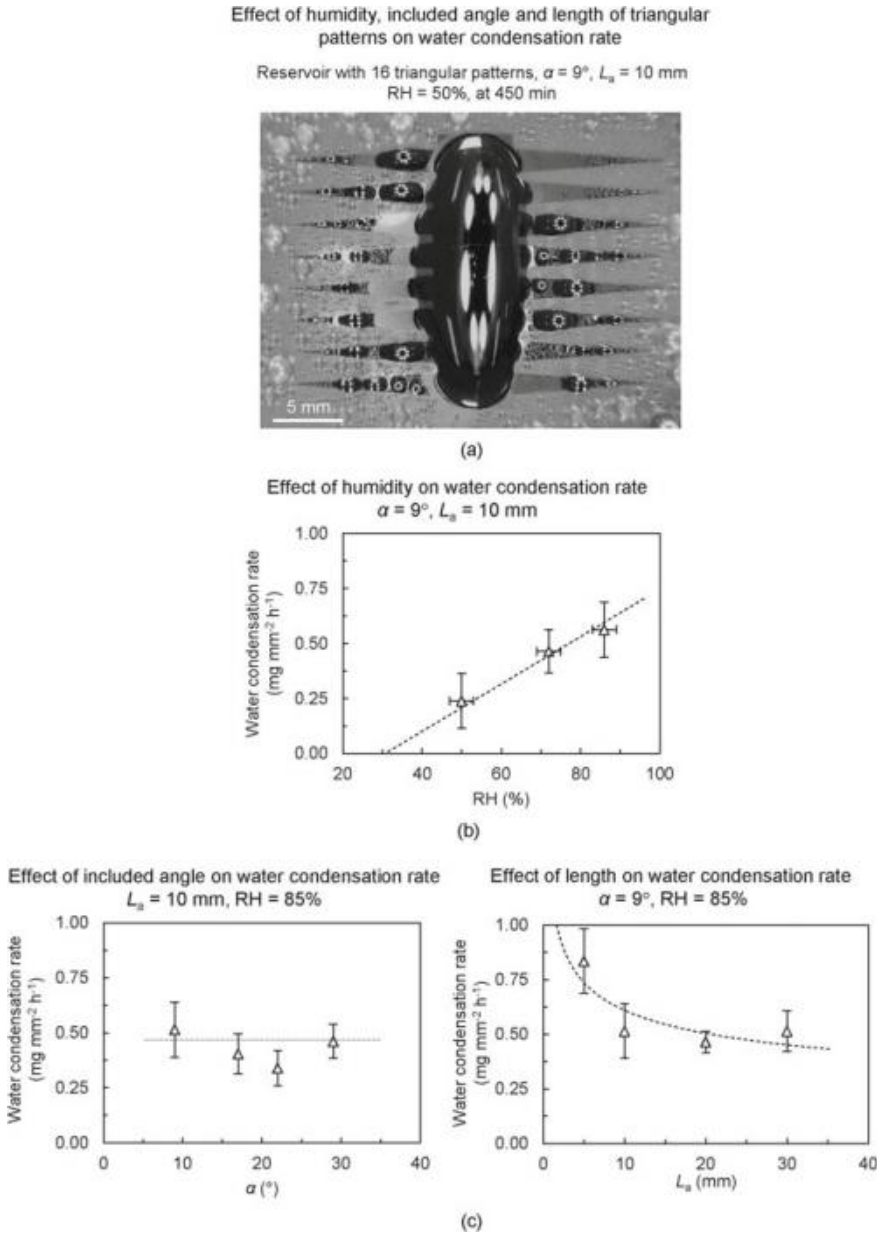 Effect of humidity, included angle and length of triangular
patterns on water condensation rate
Reservoir with 16 triangular patterns, α = 9°, Lₐ = 10 mm
RH = 50%, at 450 min
5 mm
(a)
Effect of humidity on water condensation rate
α = 9°, Lₐ = 10 mm
Water condensation rate
(mg mm⁻² h⁻¹)
1.00
0.75
0.50
0.25
0.00
20 40 60 80 100
RH (%)
(b)
Effect of included angle on water condensation rate
Lₐ = 10 mm, RH = 85%
Water condensation rate
(mg mm⁻² h⁻¹)
1.00
0.75
0.50
0.25
0.00
0 10 20 30 40
α (°)
Effect of length on water condensation rate
α = 9°, RH = 85%
Water condensation rate
(mg mm⁻² h⁻¹)
1.00
0.75
0.50
0.25
0.00
0 10 20 30 40
Lₐ (mm)
(c)